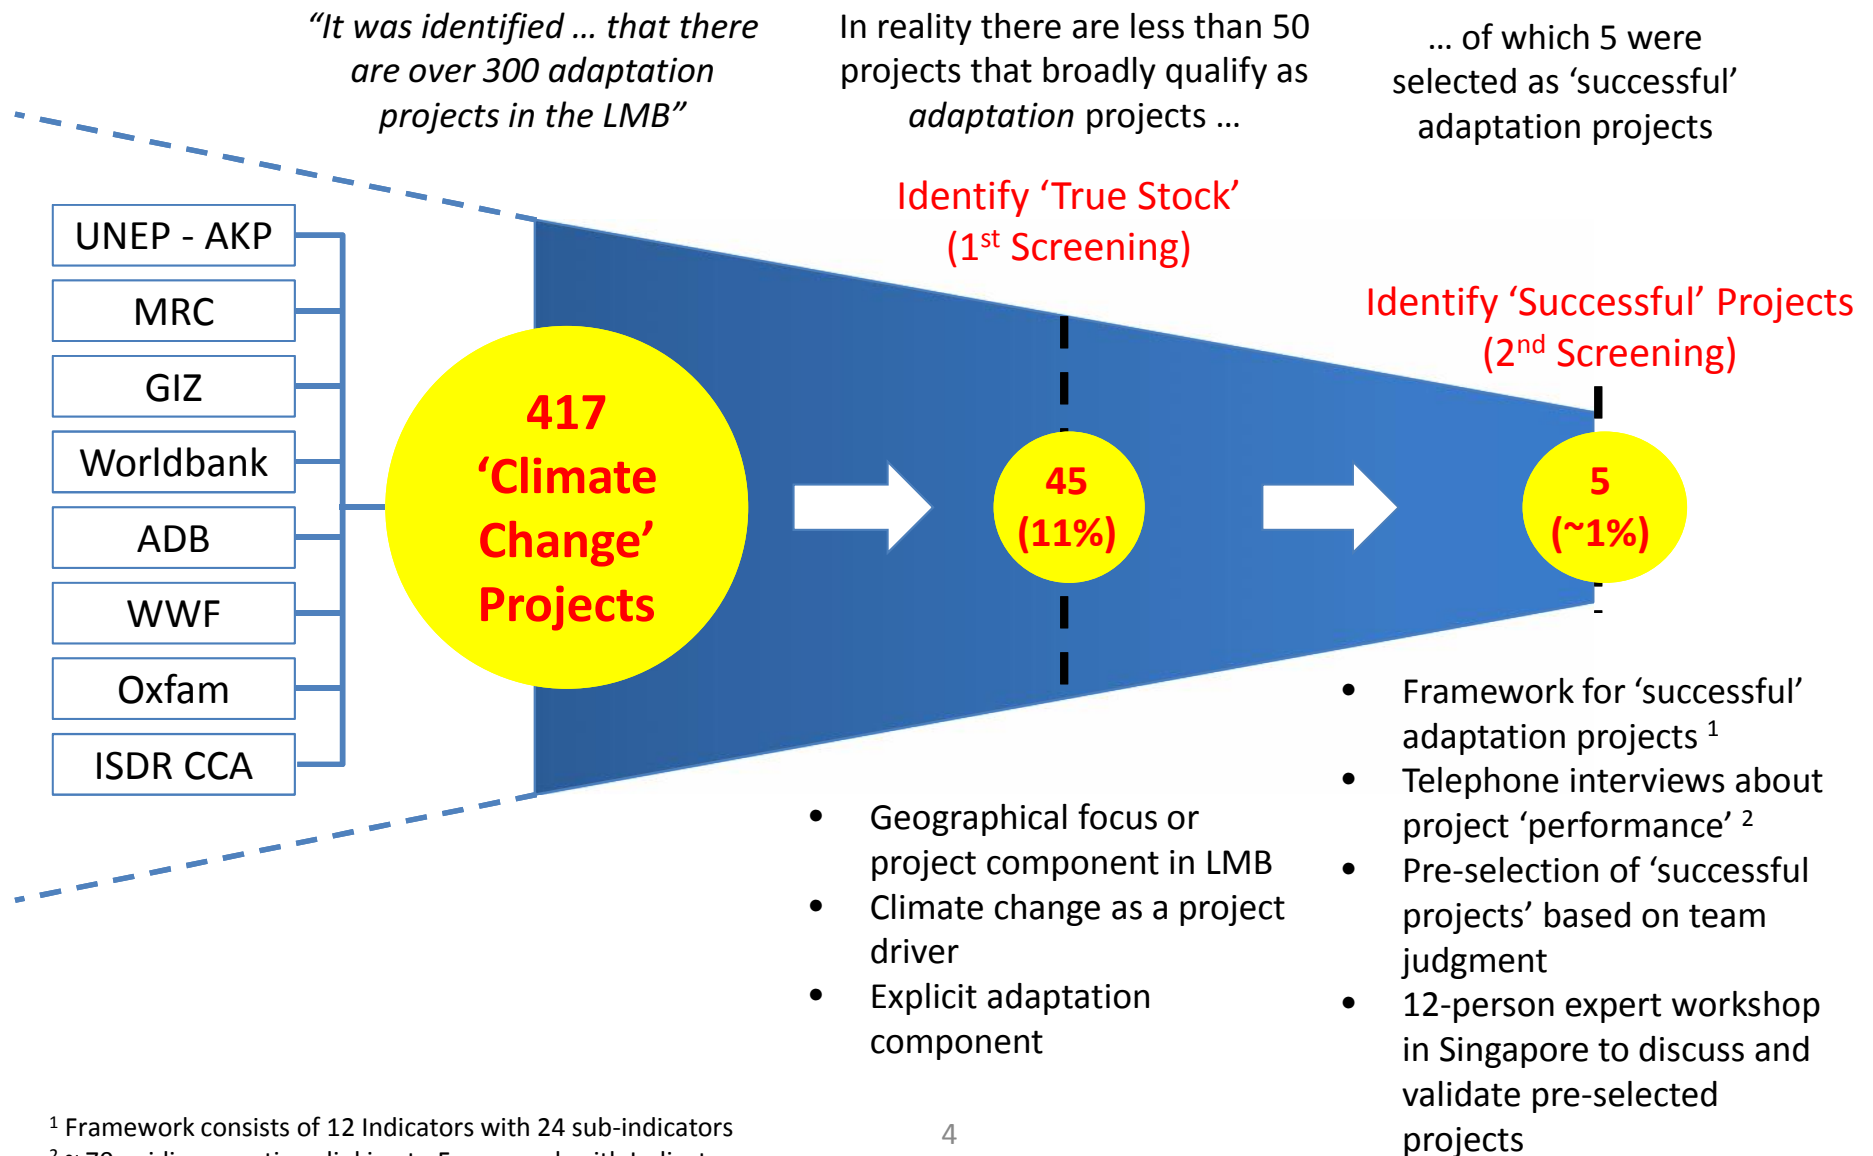 “It was identified … that there
are over 300 adaptation
projects in the LMB”
In reality there are less than 50
projects that broadly qualify as
adaptation projects …
… of which 5 were
selected as ‘successful’
adaptation projects
Identify ‘True Stock’
(1st Screening)
Identify ‘Successful’ Projects
(2nd Screening)
UNEP - AKP
MRC
GIZ
Worldbank
ADB
WWF
Oxfam
ISDR CCA
417
‘Climate
Change’
Projects
45
(11%)
5
(~1%)
• Geographical focus or
project component in LMB
• Climate change as a project
driver
• Explicit adaptation
component
• Framework for ‘successful’
adaptation projects 1
• Telephone interviews about
project ‘performance’ 2
• Pre-selection of ‘successful
projects’ based on team
judgment
• 12-person expert workshop
in Singapore to discuss and
validate pre-selected
projects
1 Framework consists of 12 Indicators with 24 sub-indicators
4